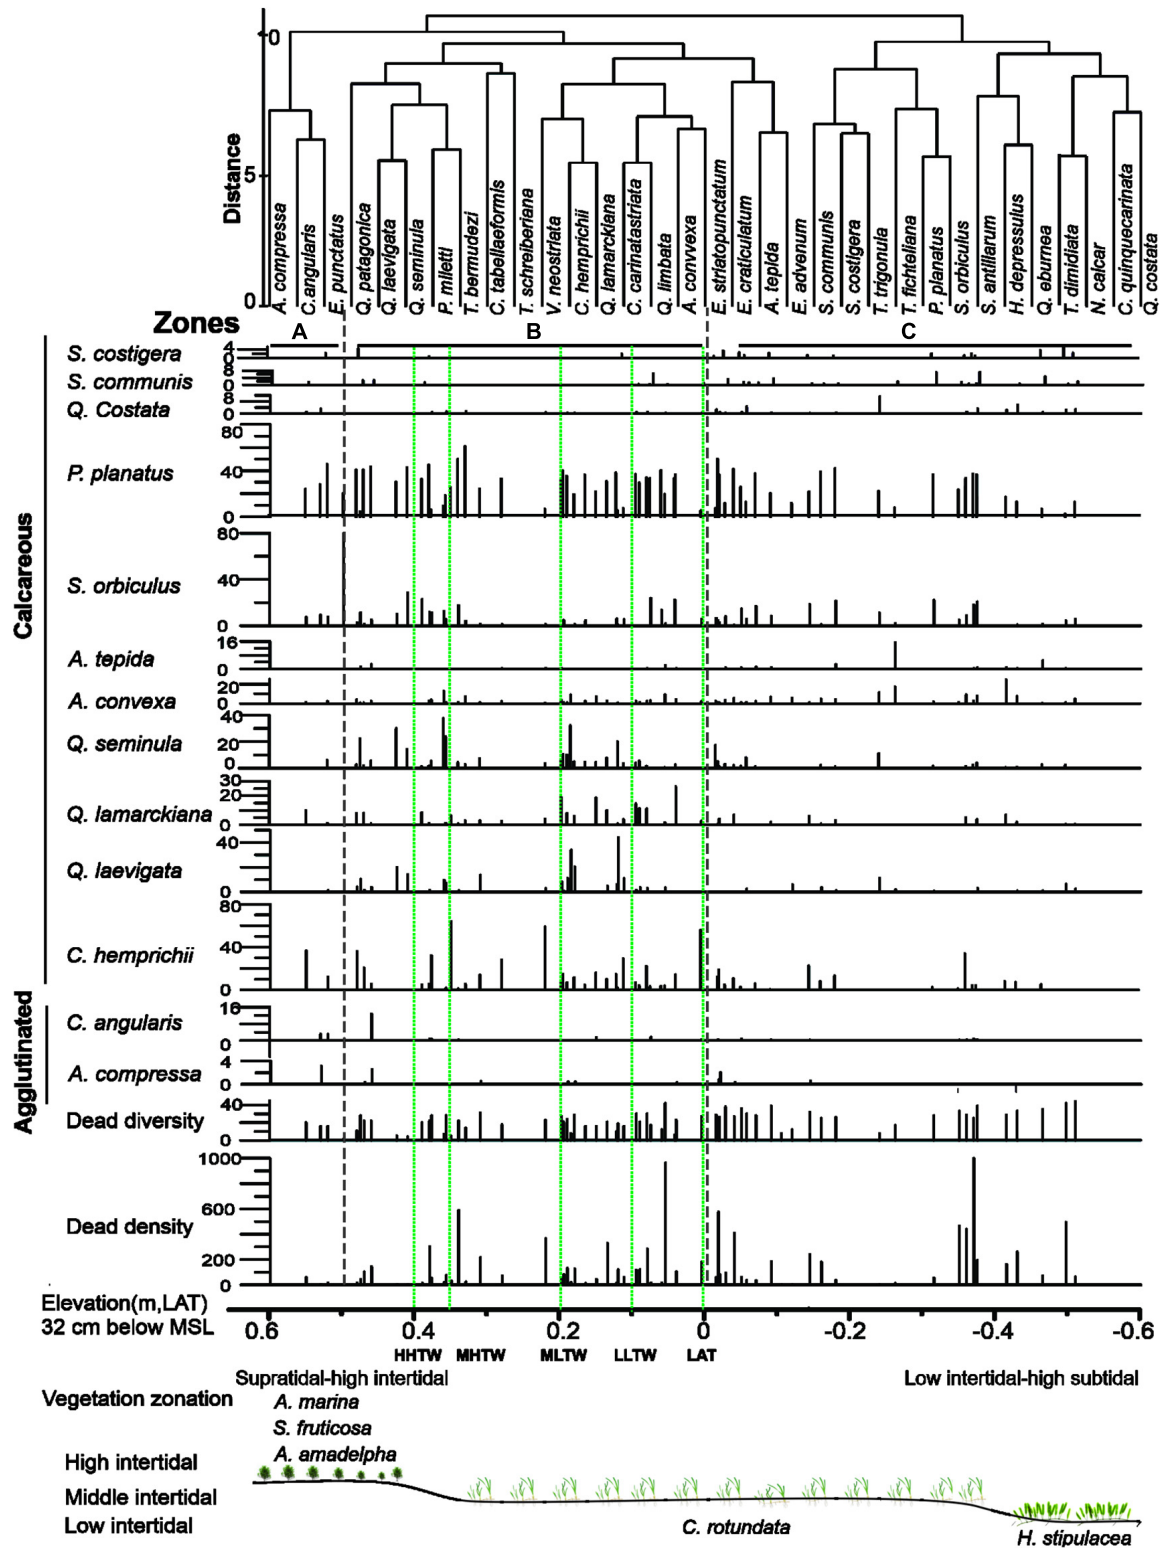 10
Distance
5
0
A. compressa
C.angularis
E. punctatus
Q. patagonica
Q. laevigata
Q. seminula
P. miletti
T. bermudezi
C. tabellaeformis
T. schreiberiana
V. neostriata
C. hemprichii
Q. lamarckiana
C. carinatastriata
Q. limbata
A. convvexa
E. striatopunctatum
E. craticulatum
A. tepida
E. advenum
S. communis
S. costigera
T. trigonula
T. fichteliana
P. planatus
S. orbiculus
S. antillarum
H. depressulus
Q. eburnea
T. dimidiata
N. calcar
C. quinquecarinata
Q. costata
Zones
A B C
Calcareous
S. costigera 4 0
S. communis 8 0
Q. Costata 8 0
P. planatus 80 40 0
S. orbiculus 80 40 0
A. tepida 16 0
A. convexa 20 0
Q. seminula 40 20 0
Q. lamarckiana 30 20 0
Q. laevigata 40 0
C. hemprichii 80 40 0
Agglutinated
C. angularis 16 0
A. compressa 4 0
Dead diversity 40 0
Dead density 1000 600 200 0
Elevation(m,LAT)
32 cm below MSL
0.6 0.4 0.2 0 -0.2 -0.4 -0.6
HHTW MHTW MLTW LLTW LAT
Supratidal-high intertidal Low intertidal-high subtidal
Vegetation zonation
A. marina
S. fruticosa
A. amadelpha
High intertidal
Middle intertidal
Low intertidal
C. rotundata
H. stipulacea